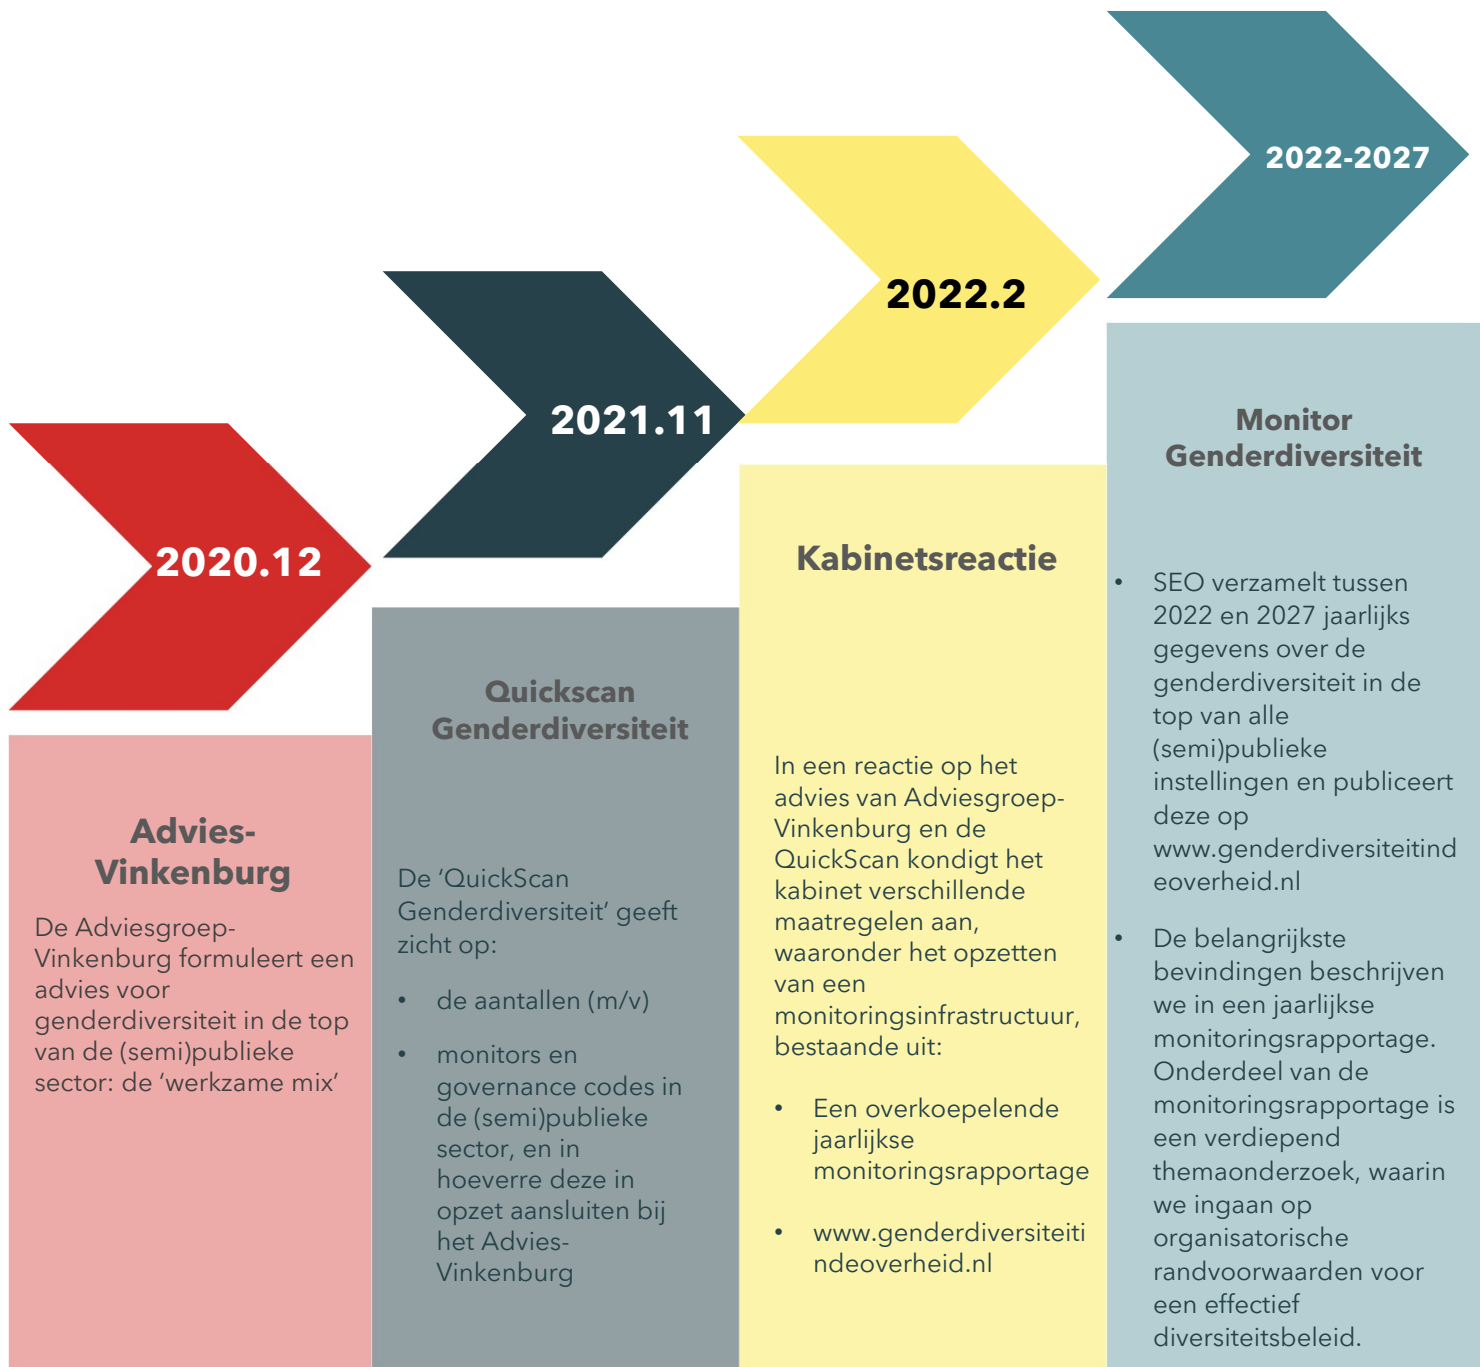 2020.12
Advies-
Vinkenburg
De Adviesgroep-
Vinkenburg formuleert een
advies voor
genderdiversiteit in de top
van de (semi)publieke
sector: de ‘werkzame mix’
2021.11
Quickscan
Genderdiversiteit
De ‘QuickScan
Genderdiversiteit’ geeft
zicht op:
• de aantallen (m/v)
• monitors en
governance codes in
de (semi)publieke
sector, en in
hoeverre deze in
opzet aansluiten bij
het Advies-
Vinkenburg
2022.2
Kabinetsreactie
In een reactie op het
advies van Adviesgroep-
Vinkenburg en de
QuickScan kondigt het
kabinet verschillende
maatregelen aan,
waaronder het opzetten
van een
monitoringsinfrastructuur,
bestaande uit:
• Een overkoepelende
jaarlijkse
monitoringsrapportage
• www.genderdiversiteiti
ndeoverheid.nl
2022-2027
Monitor
Genderdiversiteit
• SEO verzamelt tussen
2022 en 2027 jaarlijks
gegevens over de
genderdiversiteit in de
top van alle
(semi)publieke
instellingen en publiceert
deze op
www.genderdiversiteitind
eoverheid.nl
• De belangrijkste
bevindingen beschrijven
we in een jaarlijkse
monitoringsrapportage.
Onderdeel van de
monitoringsrapportage is
een verdiepend
themaonderzoek, waarin
we ingaan op
organisatorische
randvoorwaarden voor
een effectief
diversiteitsbeleid.